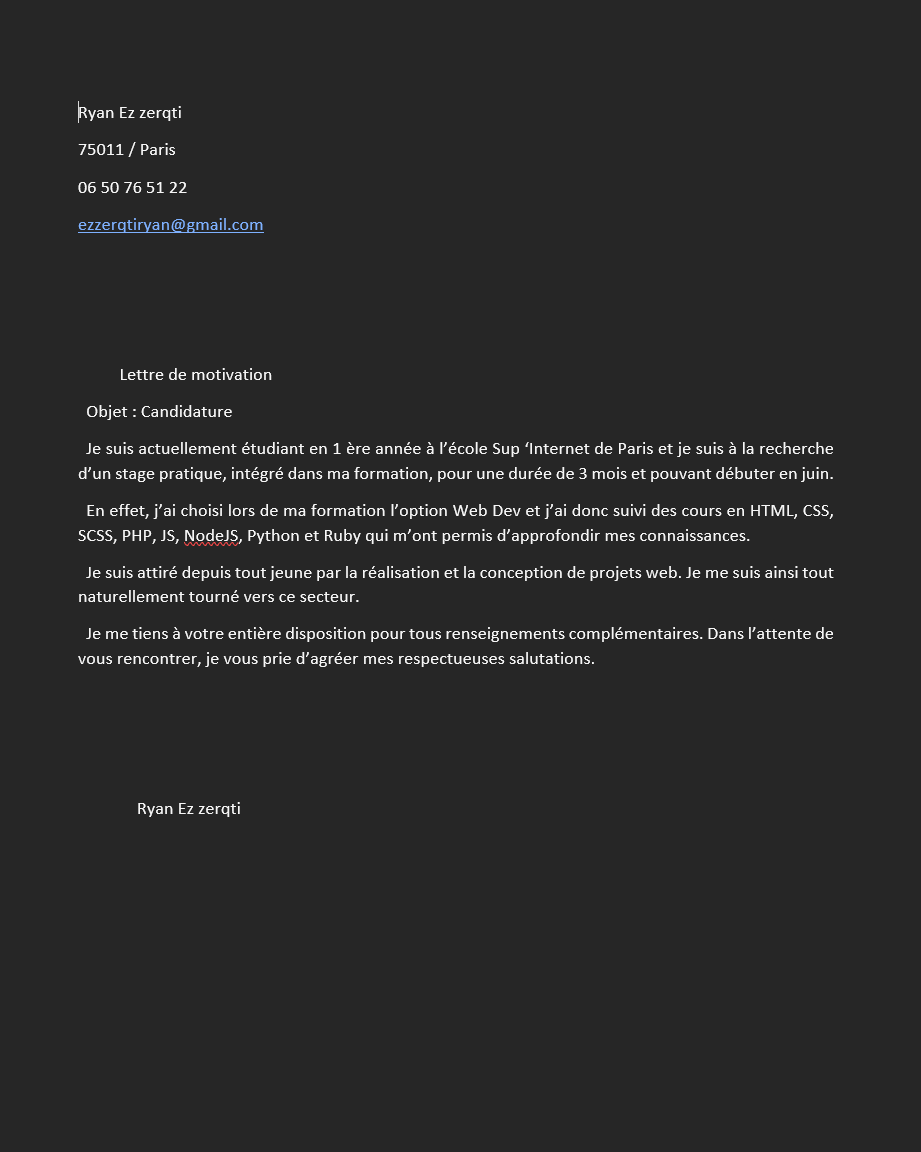 Ryan Ez zerqti
75011 / Paris
06 50 76 51 22
ezzerqtiryan@gmail.com
Lettre de motivation
Objet : Candidature
Je suis actuellement étudiant en 1 ère année à l’école Sup ‘Internet de Paris et je suis à la recherche
d’un stage pratique, intégré dans ma formation, pour une durée de 3 mois et pouvant débuter en juin.
En effet, j’ai choisi lors de ma formation l’option Web Dev et j’ai donc suivi des cours en HTML, CSS,
SCSS, PHP, JS, NodeJS, Python et Ruby qui m’ont permis d’approfondir mes connaissances.
Je suis attiré depuis tout jeune par la réalisation et la conception de projets web. Je me suis ainsi tout
naturellement tourné vers ce secteur.
Je me tiens à votre entière disposition pour tous renseignements complémentaires. Dans l’attente de
vous rencontrer, je vous prie d’agréer mes respectueuses salutations.
Ryan Ez zerqti